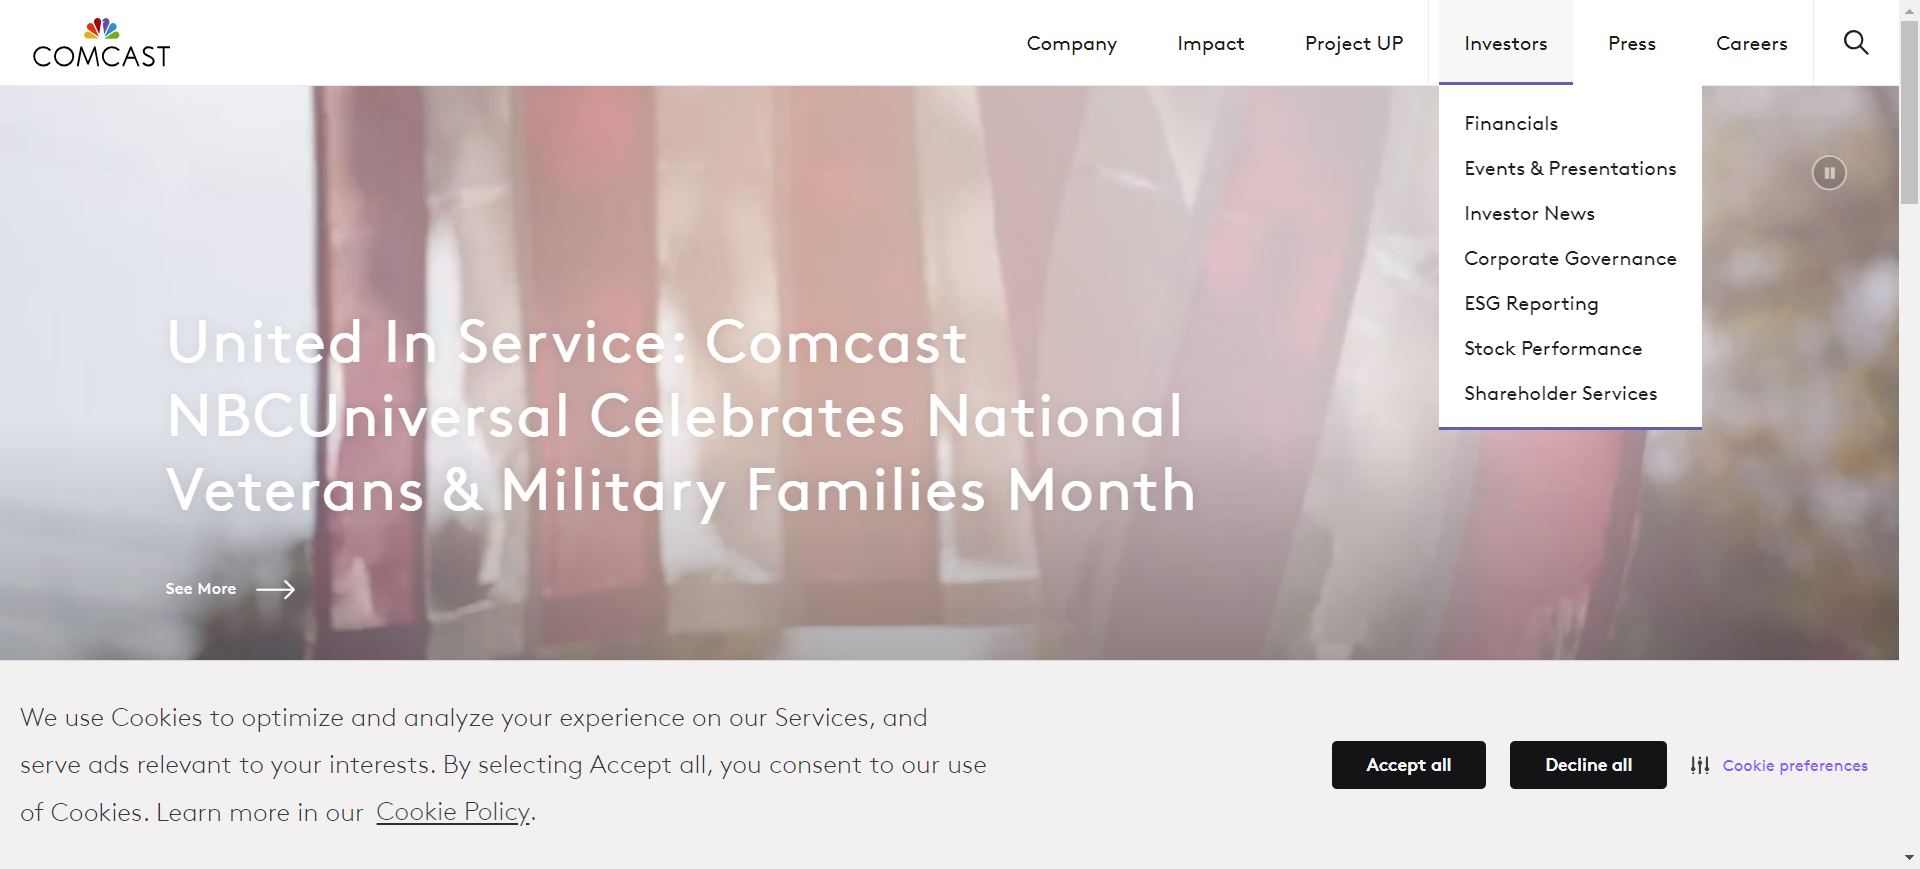 COMCAST
Company
Impact
Project UP
Investors
Press
Careers
Financials
Events & Presentations
Investor News
Corporate Governance
ESG Reporting
Stock Performance
Shareholder Services
United In Service: Comcast
NBCUniversal Celebrates National
Veterans & Military Families Month
See More
We use Cookies to optimize and analyze your experience on our Services, and
serve ads relevant to your interests. By selecting Accept all, you consent to our use
of Cookies. Learn more in our Cookie Policy.
Accept all
Decline all
Cookie preferences